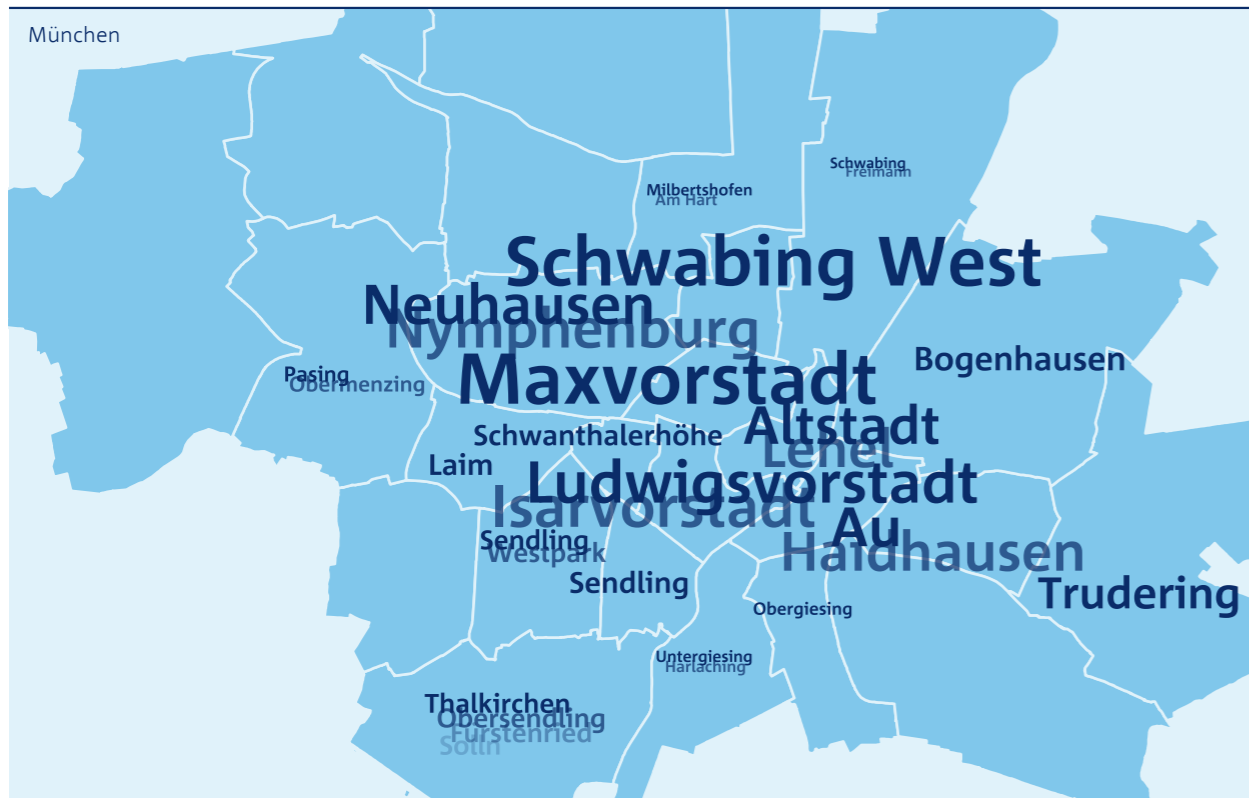 München
Schwabing
Freimann
Milbertshofen
Am Hart
Schwabing West
Neuhausen
Nymphenburg
Bogenhausen
Maxvorstadt
Pasing
Obermenzing
Altstadt
Lehel
Schwanthalerhöhe
Laim
Ludwigsvorstadt
Isarvorstadt
Au
Haidhausen
Sendling
Westpark
Sendling
Trudering
Obergiesing
Untergiesing
Harlaching
Thalkirchen
Obersendling
Fürstenried
Solln